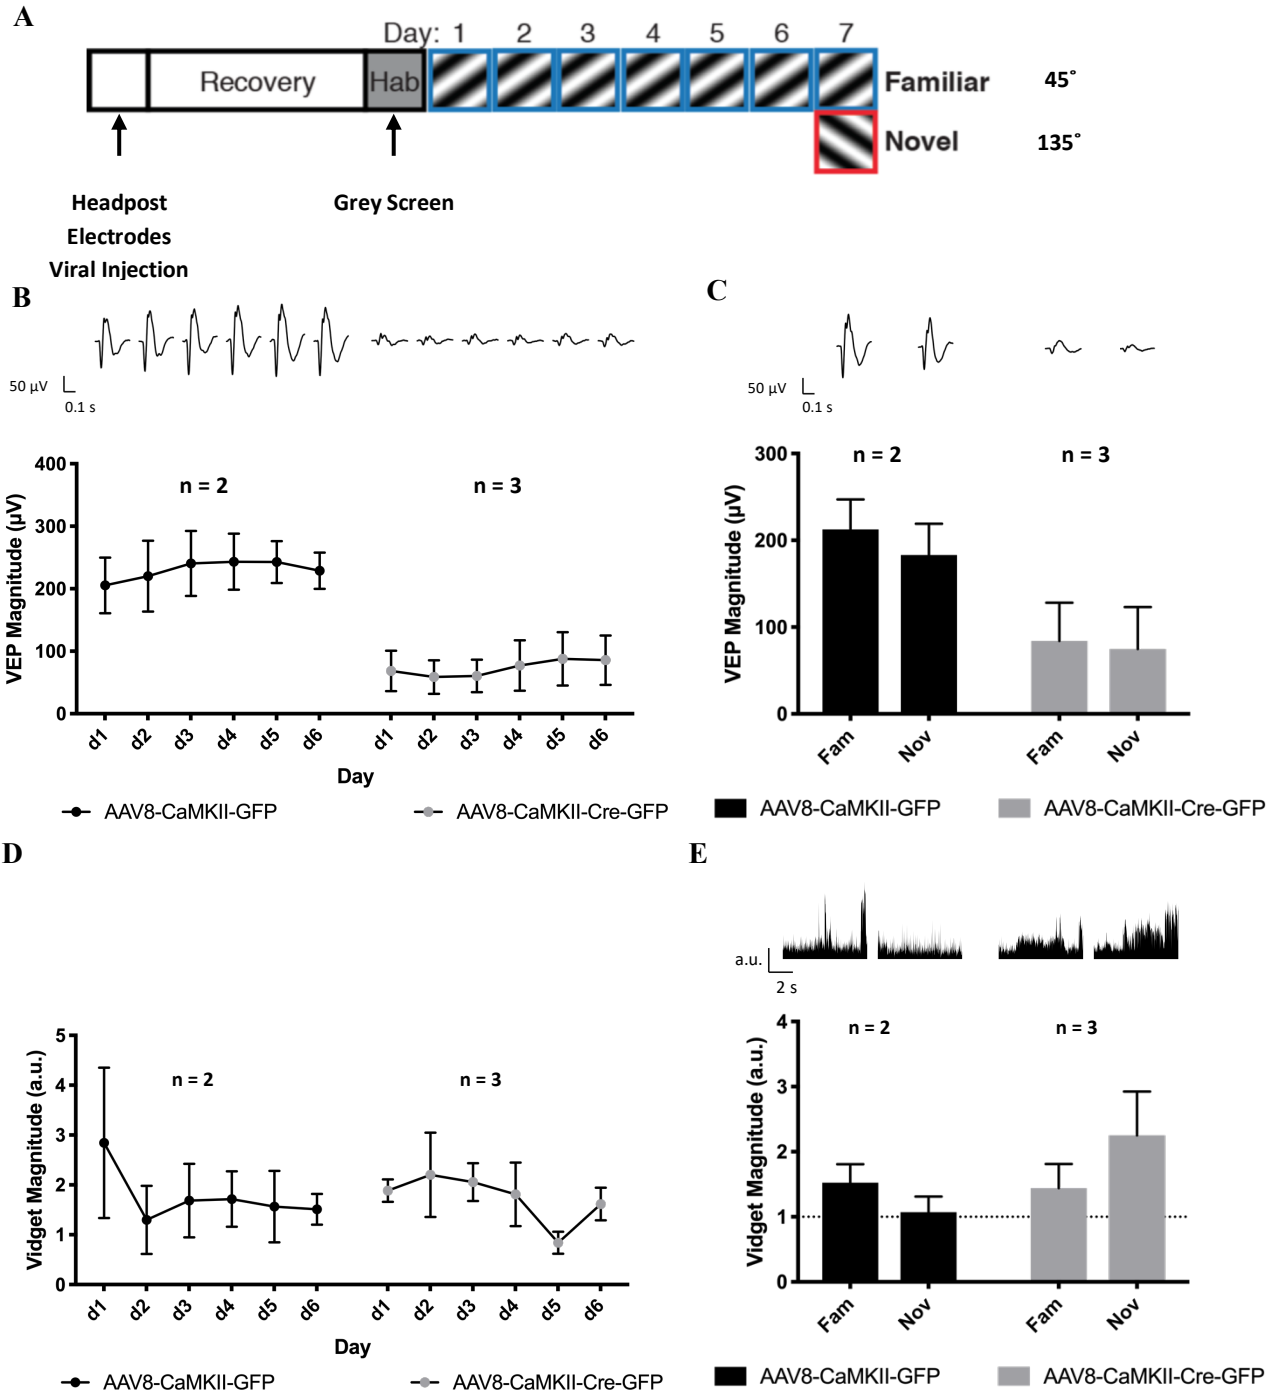 A
Day: 1 2 3 4 5 6 7
Recovery Hab Familiar 45˚
Novel 135˚
Headpost
Electrodes
Viral Injection
Grey Screen
B
50 µV
0.1 s
400
300
200
100
0
VEP Magnitude (µV)
n = 2 n = 3
d1 d2 d3 d4 d5 d6 d1 d2 d3 d4 d5 d6
Day
AAV8-CaMKII-GFP AAV8-CaMKII-Cre-GFP
C
50 µV
0.1 s
300
200
100
0
VEP Magnitude (µV)
n = 2 n = 3
Fam Nov Fam Nov
AAV8-CaMKII-GFP AAV8-CaMKII-Cre-GFP
D
5
4
3
2
1
0
Vidget Magnitude (a.u.)
n = 2 n = 3
d1 d2 d3 d4 d5 d6 d1 d2 d3 d4 d5 d6
Day
AAV8-CaMKII-GFP AAV8-CaMKII-Cre-GFP
E
a.u.
2 s
4
3
2
1
0
Vidget Magnitude (a.u.)
n = 2 n = 3
Fam Nov Fam Nov
AAV8-CaMKII-GFP AAV8-CaMKII-Cre-GFP